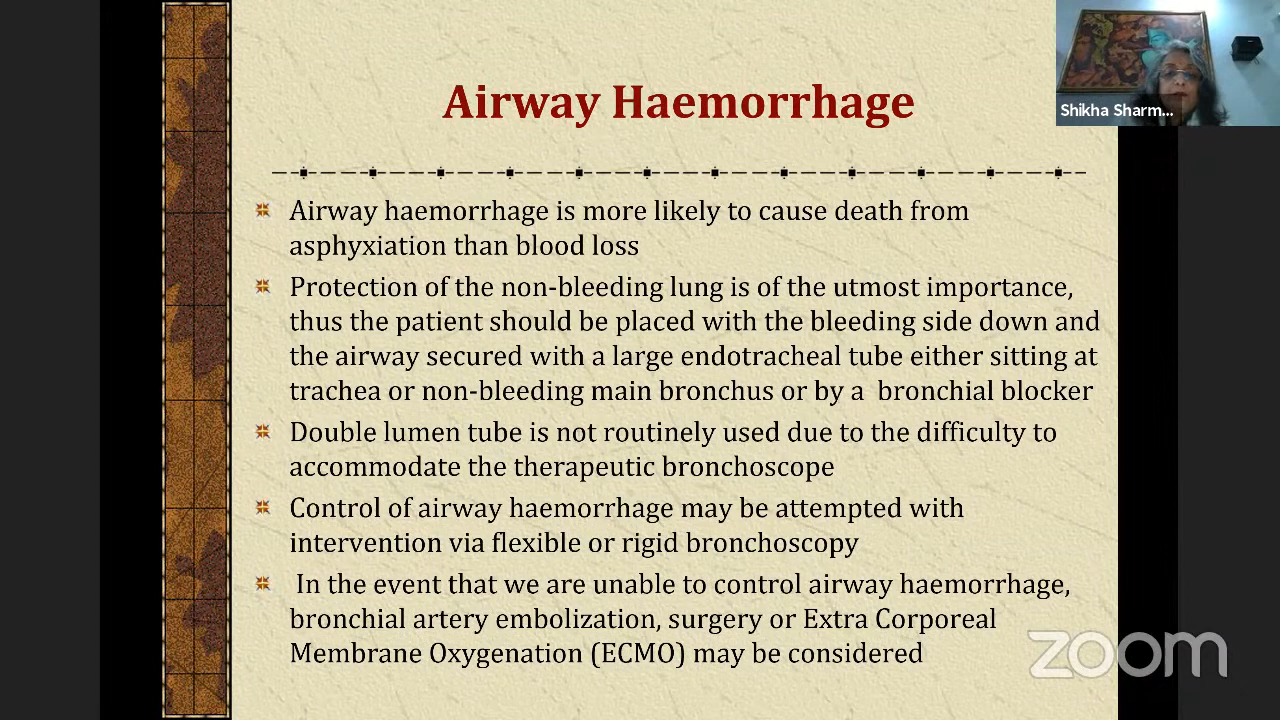 Airway Haemorrhage
Shikha Sharm...
Airway haemorrhage is more likely to cause death from
asphyxiation than blood loss
Protection of the non-bleeding lung is of the utmost importance,
thus the patient should be placed with the bleeding side down and
the airway secured with a large endotracheal tube either sitting at
trachea or non-bleeding main bronchus or by a bronchial blocker
Double lumen tube is not routinely used due to the difficulty to
accommodate the therapeutic bronchoscope
Control of airway haemorrhage may be attempted with
intervention via flexible or rigid bronchoscopy
In the event that we are unable to control airway haemorrhage,
bronchial artery embolization, surgery or Extra Corporeal
Membrane Oxygenation (ECMO) may be considered
zoom